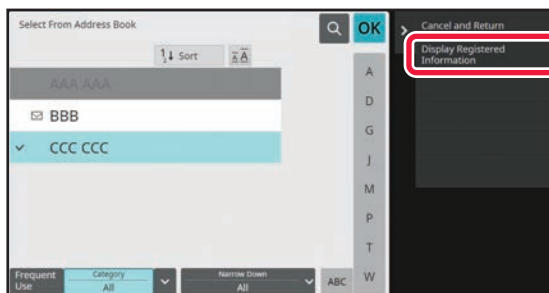 Select From Address Book
OK
Cancel and Return
Display Registered
Information
Sort
AAA AAA
BBB
CCC CCC
A
D
G
J
M
P
T
W
Frequent
Use
Category
All
Narrow Down
All
ABC